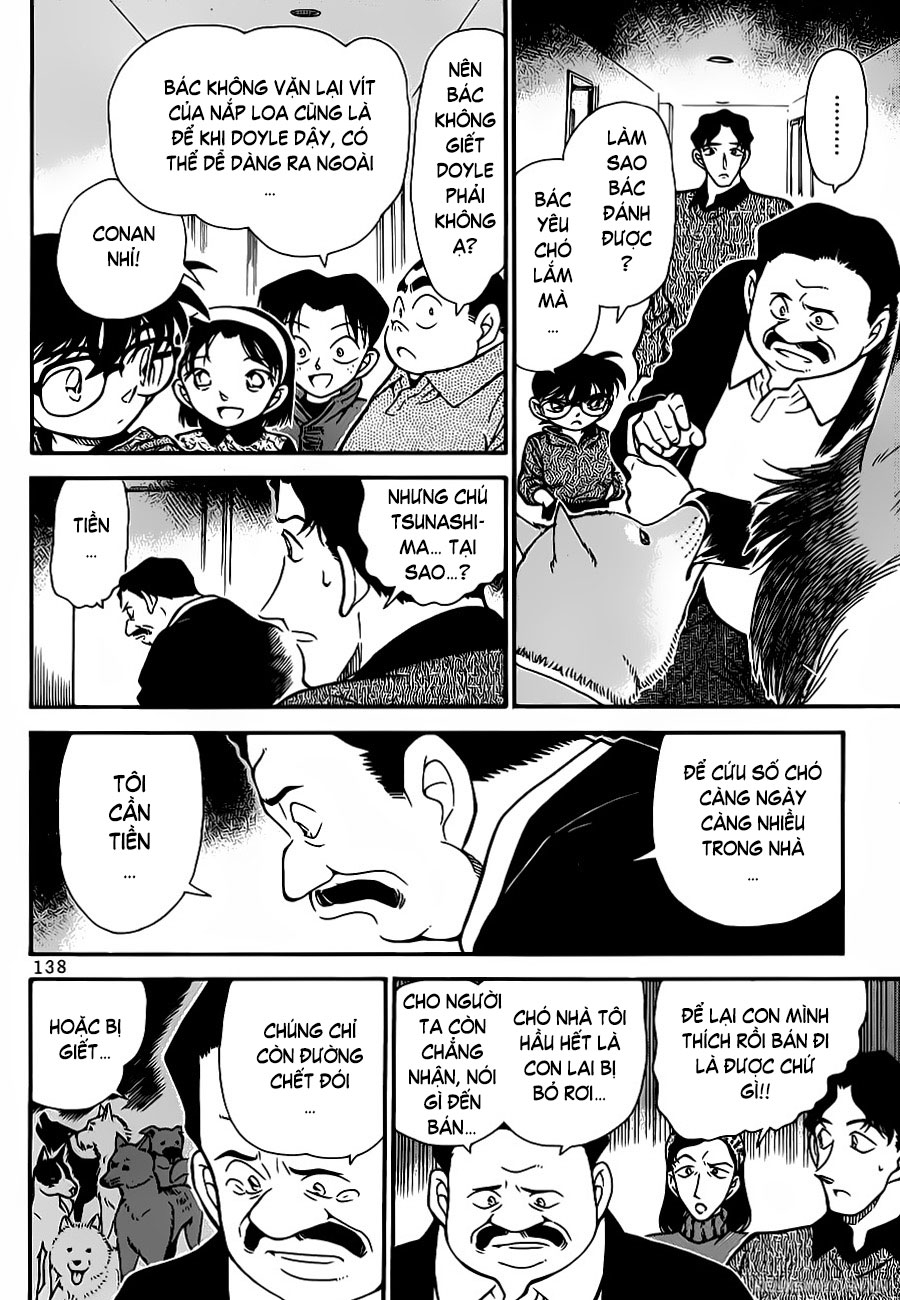 .........
LÀM
SAO BÁC
ĐÁNH
ĐƯỢC
?
BÁC
YÊU CHÓ
LẮM
MÀ
...
NÊN
BÁC
KHÔNG
GIẾT
DOYLE
PHẢI
KHÔNG
Ạ?
BÁC KHÔNG VẶN LẠI VÍT
CỦA NẮP LOA CŨNG LÀ
ĐỂ KHI DOYLE DẬY, CÓ
THỂ DỄ DÀNG RA NGOÀI
...
CONAN
NHỈ!
NHƯNG CHÚ
TSUNASHI-
MA... TẠI
SAO...?
TIỀN
...
ĐỂ CỨU SỐ CHÓ
CÀNG NGÀY
CÀNG NHIỀU
TRONG NHÀ
...
TÔI
CẦN
TIỀN
...
138
ĐỂ LẠI CON MÌNH
THÍCH RỒI BÁN ĐI
LÀ ĐƯỢC CHỨ
GÌ!!
CHÓ NHÀ TÔI
HẦU HẾT LÀ
CON LAI BỊ
BỎ RƠI...
CHO NGƯỜI
TA CÒN
CHẲNG
NHẬN, NÓI
GÌ ĐẾN
BÁN...
CHÚNG CHỈ
CÒN ĐƯỜNG
CHẾT ĐÓI
...
HOẶC BỊ
GIẾT...